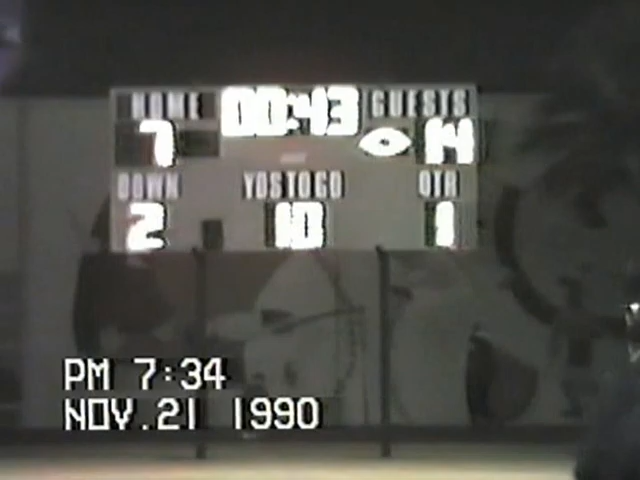 HOME 00:43 GUESTS
7 14
DOWN YDS TO GO QTR
2 10 1
PM 7:34
NOV.21 1990